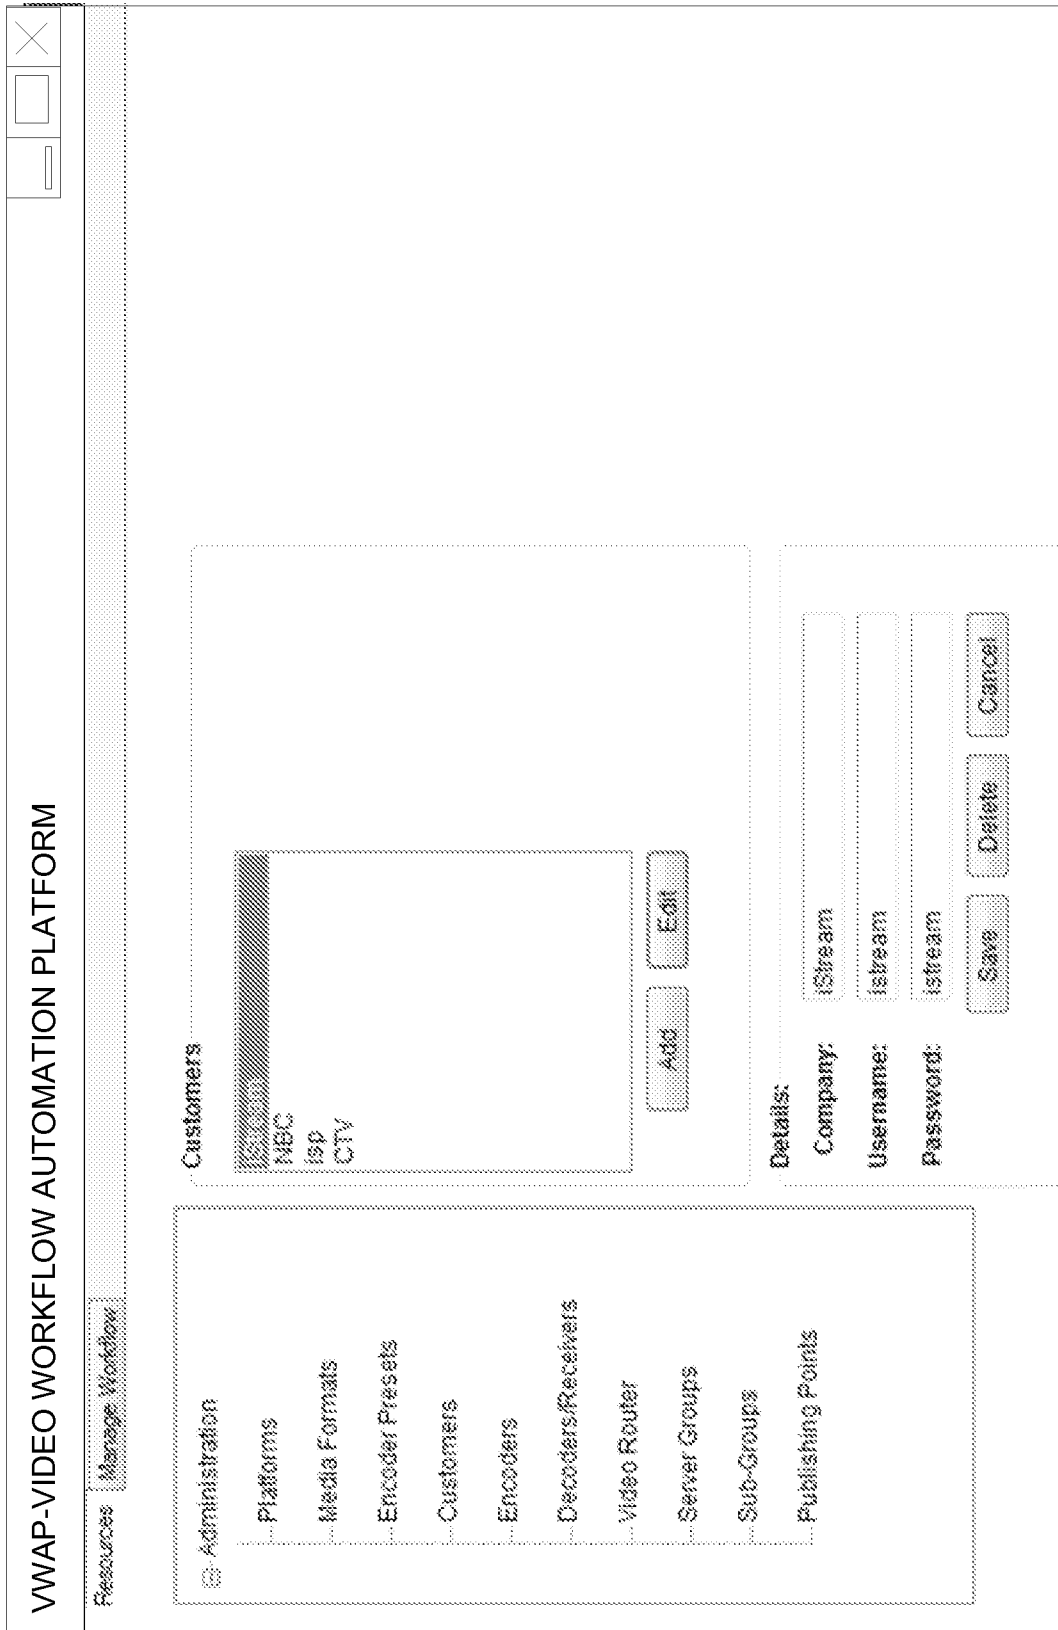 VWAP-VIDEO WORKFLOW AUTOMATION PLATFORM
Resources Manage Workflow
Administration
Platforms
Media Formats
Encoder Presets
Customers
Encoders
Decoders/Receivers
Video Router
Server Groups
Sub-Groups
Publishing Points
Customers
NBC
isp
CTV
Add Edit
Details:
Company: iStream
Username: istream
Password: istream
Save Delete Cancel